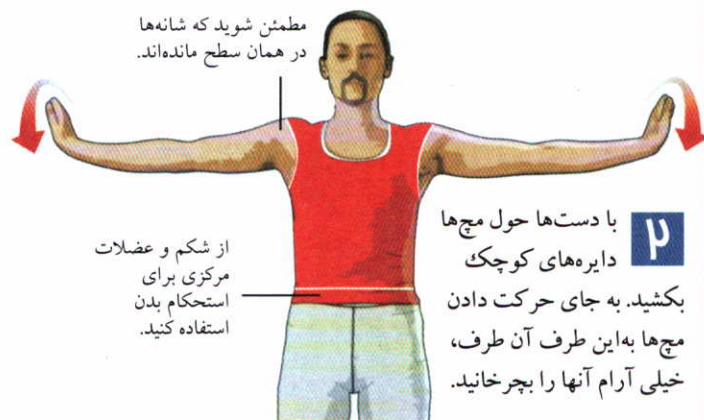 مطمئن شوید که شانه‌ها
در همان سطح مانده‌اند.
از شکم و عضلات
مرکزی برای
استحکام بدن
استفاده کنید.
۲
با دست‌ها حول مچ‌ها
دایره‌های کوچک
بکشید. به جای حرکت دادن
مچ‌ها به‌این طرف آن طرف،
خیلی آرام آنها را بچرخانید.